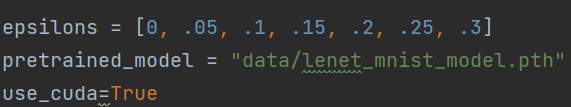 epsilons = [0, .05, .1, .15, .2, .25, .3]
pretrained_model = "data/lenet_mnist_model.pth"
use_cuda=True